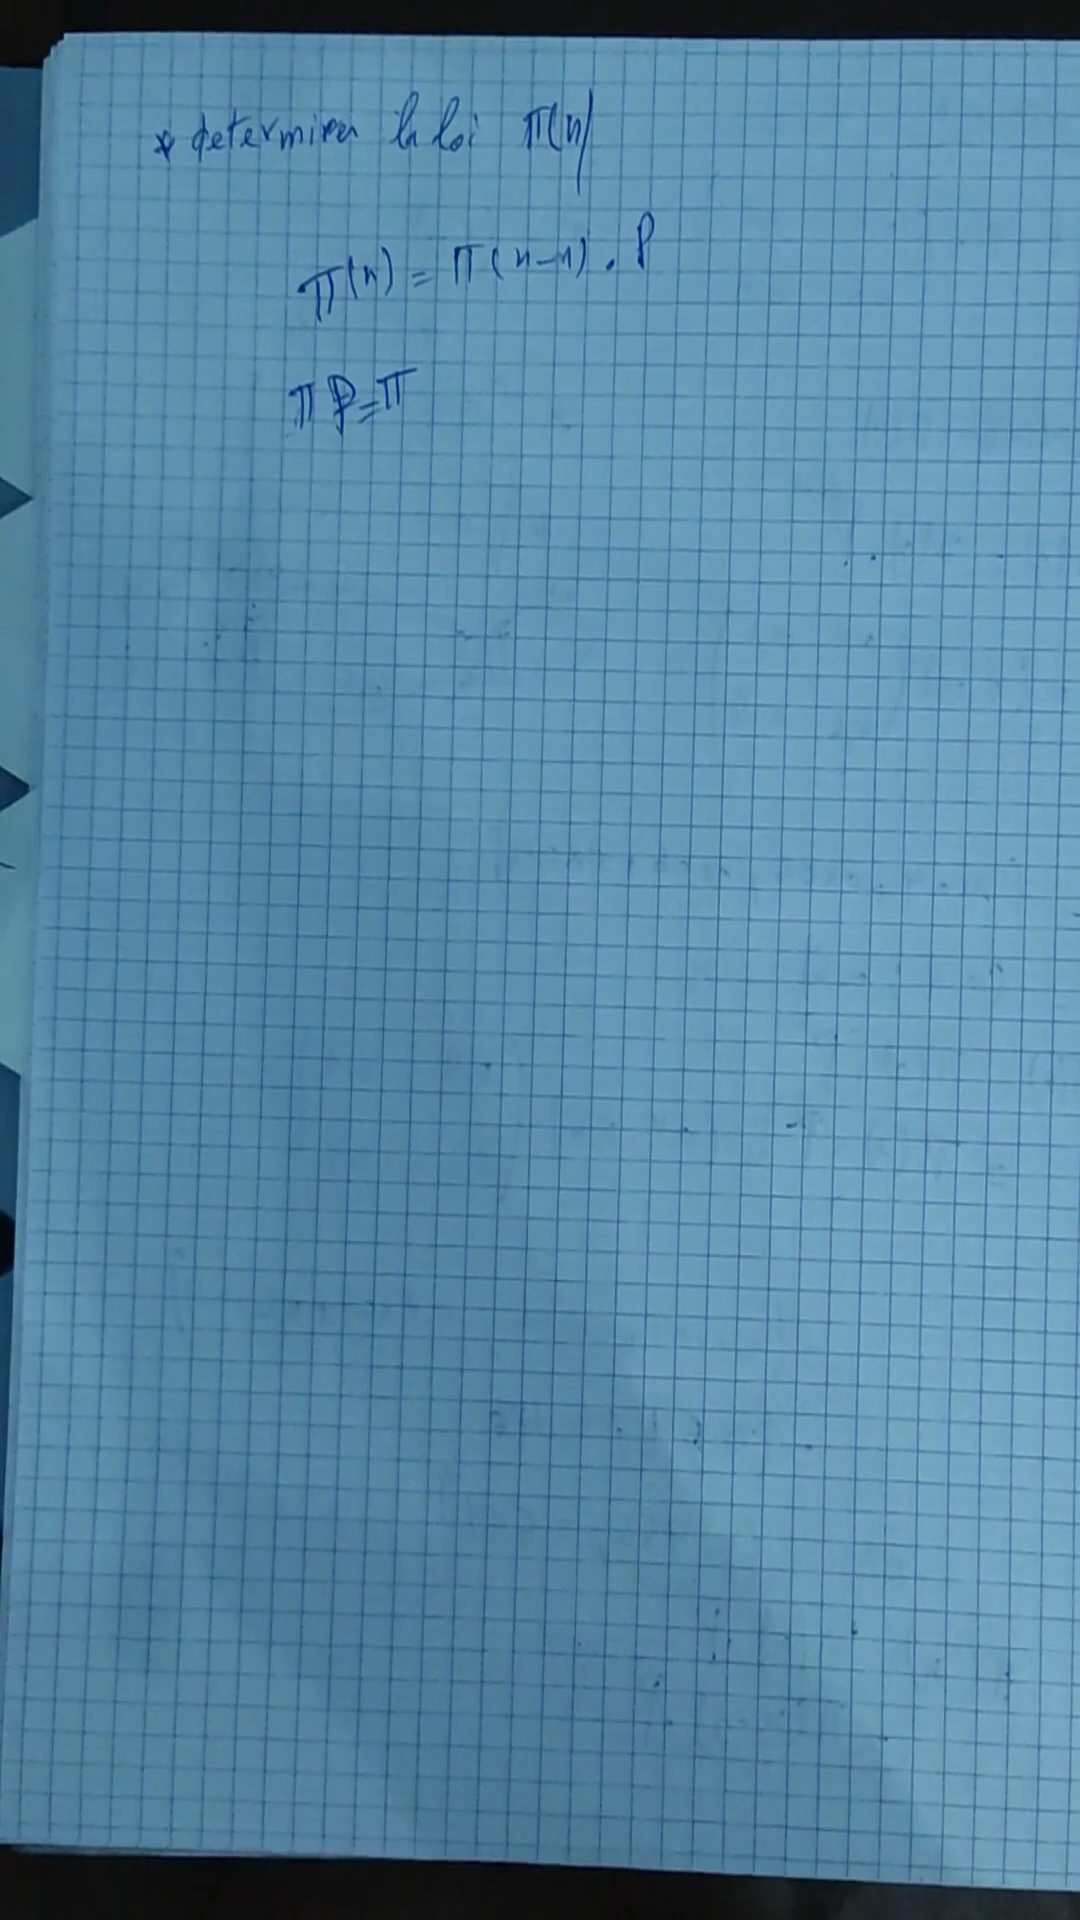 * determiner la loi π(n)
π(n) = π(n-1) . P
π P = π